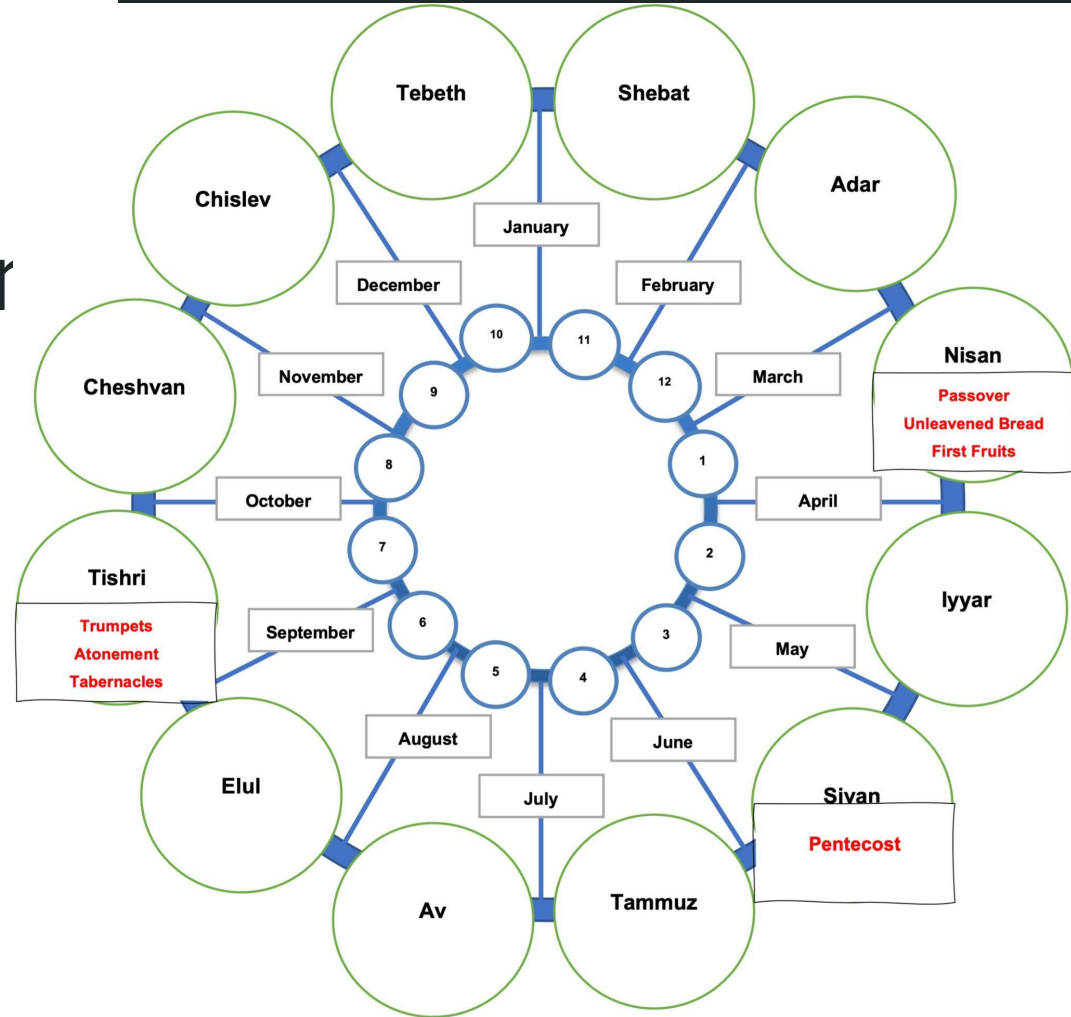 Tebeth
Shebat
Adar
Nisan
Passover
Unleavened Bread
First Fruits
Iyyar
Sivan
Pentecost
Tammuz
Av
Elul
Tishri
Trumpets
Atonement
Tabernacles
Cheshvan
Chislev
January
February
March
April
May
June
July
August
September
October
November
December
1
2
3
4
5
6
7
8
9
10
11
12
r